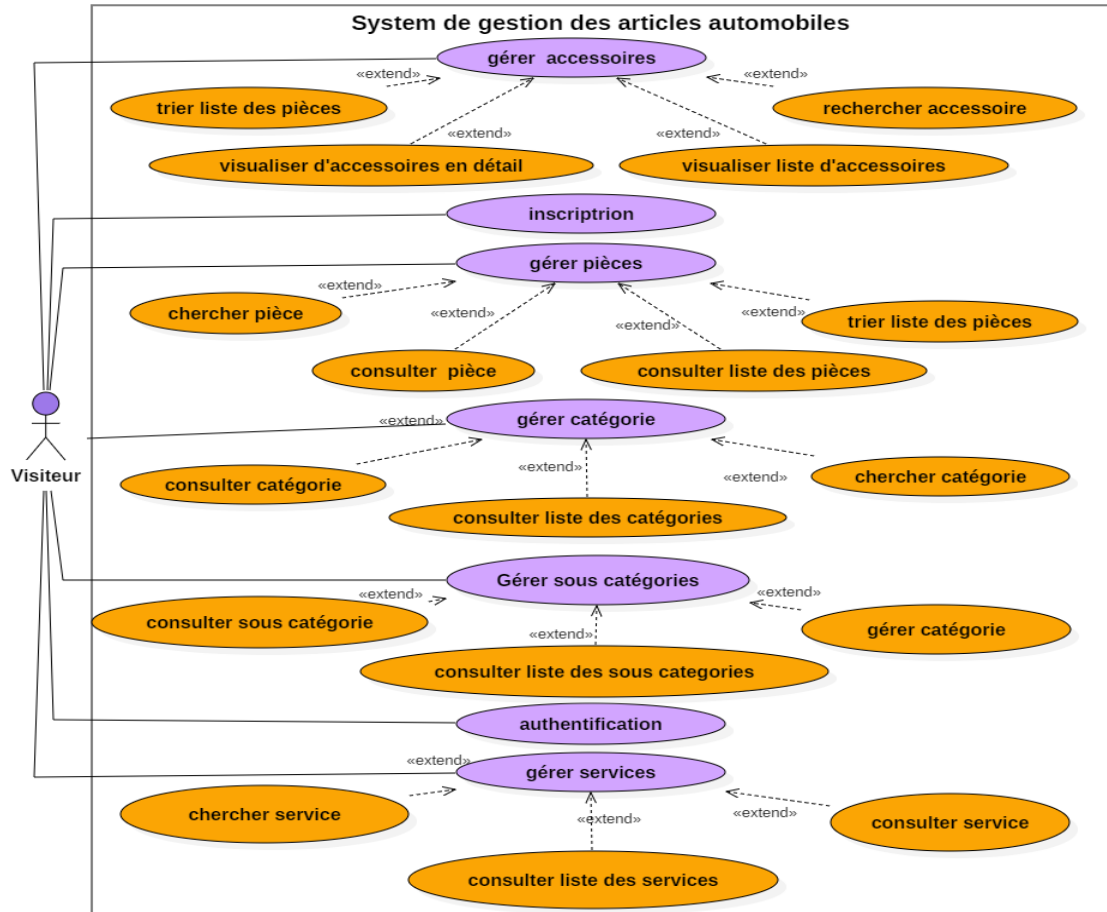 System de gestion des articles automobiles
gérer accessoires
«extend»
«extend»
trier liste des pièces
rechercher accessoire
«extend»
«extend»
visualiser d'accessoires en détail
visualiser liste d'accessoires
inscriptrion
gérer pièces
«extend»
chercher pièce
«extend»
«extend»
«extend»
trier liste des pièces
consulter pièce
consulter liste des pièces
«extend»
gérer catégorie
Visiteur
«extend»
«extend»
consulter catégorie
chercher catégorie
consulter liste des catégories
Gérer sous catégories
«extend»
«extend»
consulter sous catégorie
«extend»
gérer catégorie
consulter liste des sous categories
authentification
«extend»
gérer services
chercher service
«extend»
«extend»
consulter service
consulter liste des services